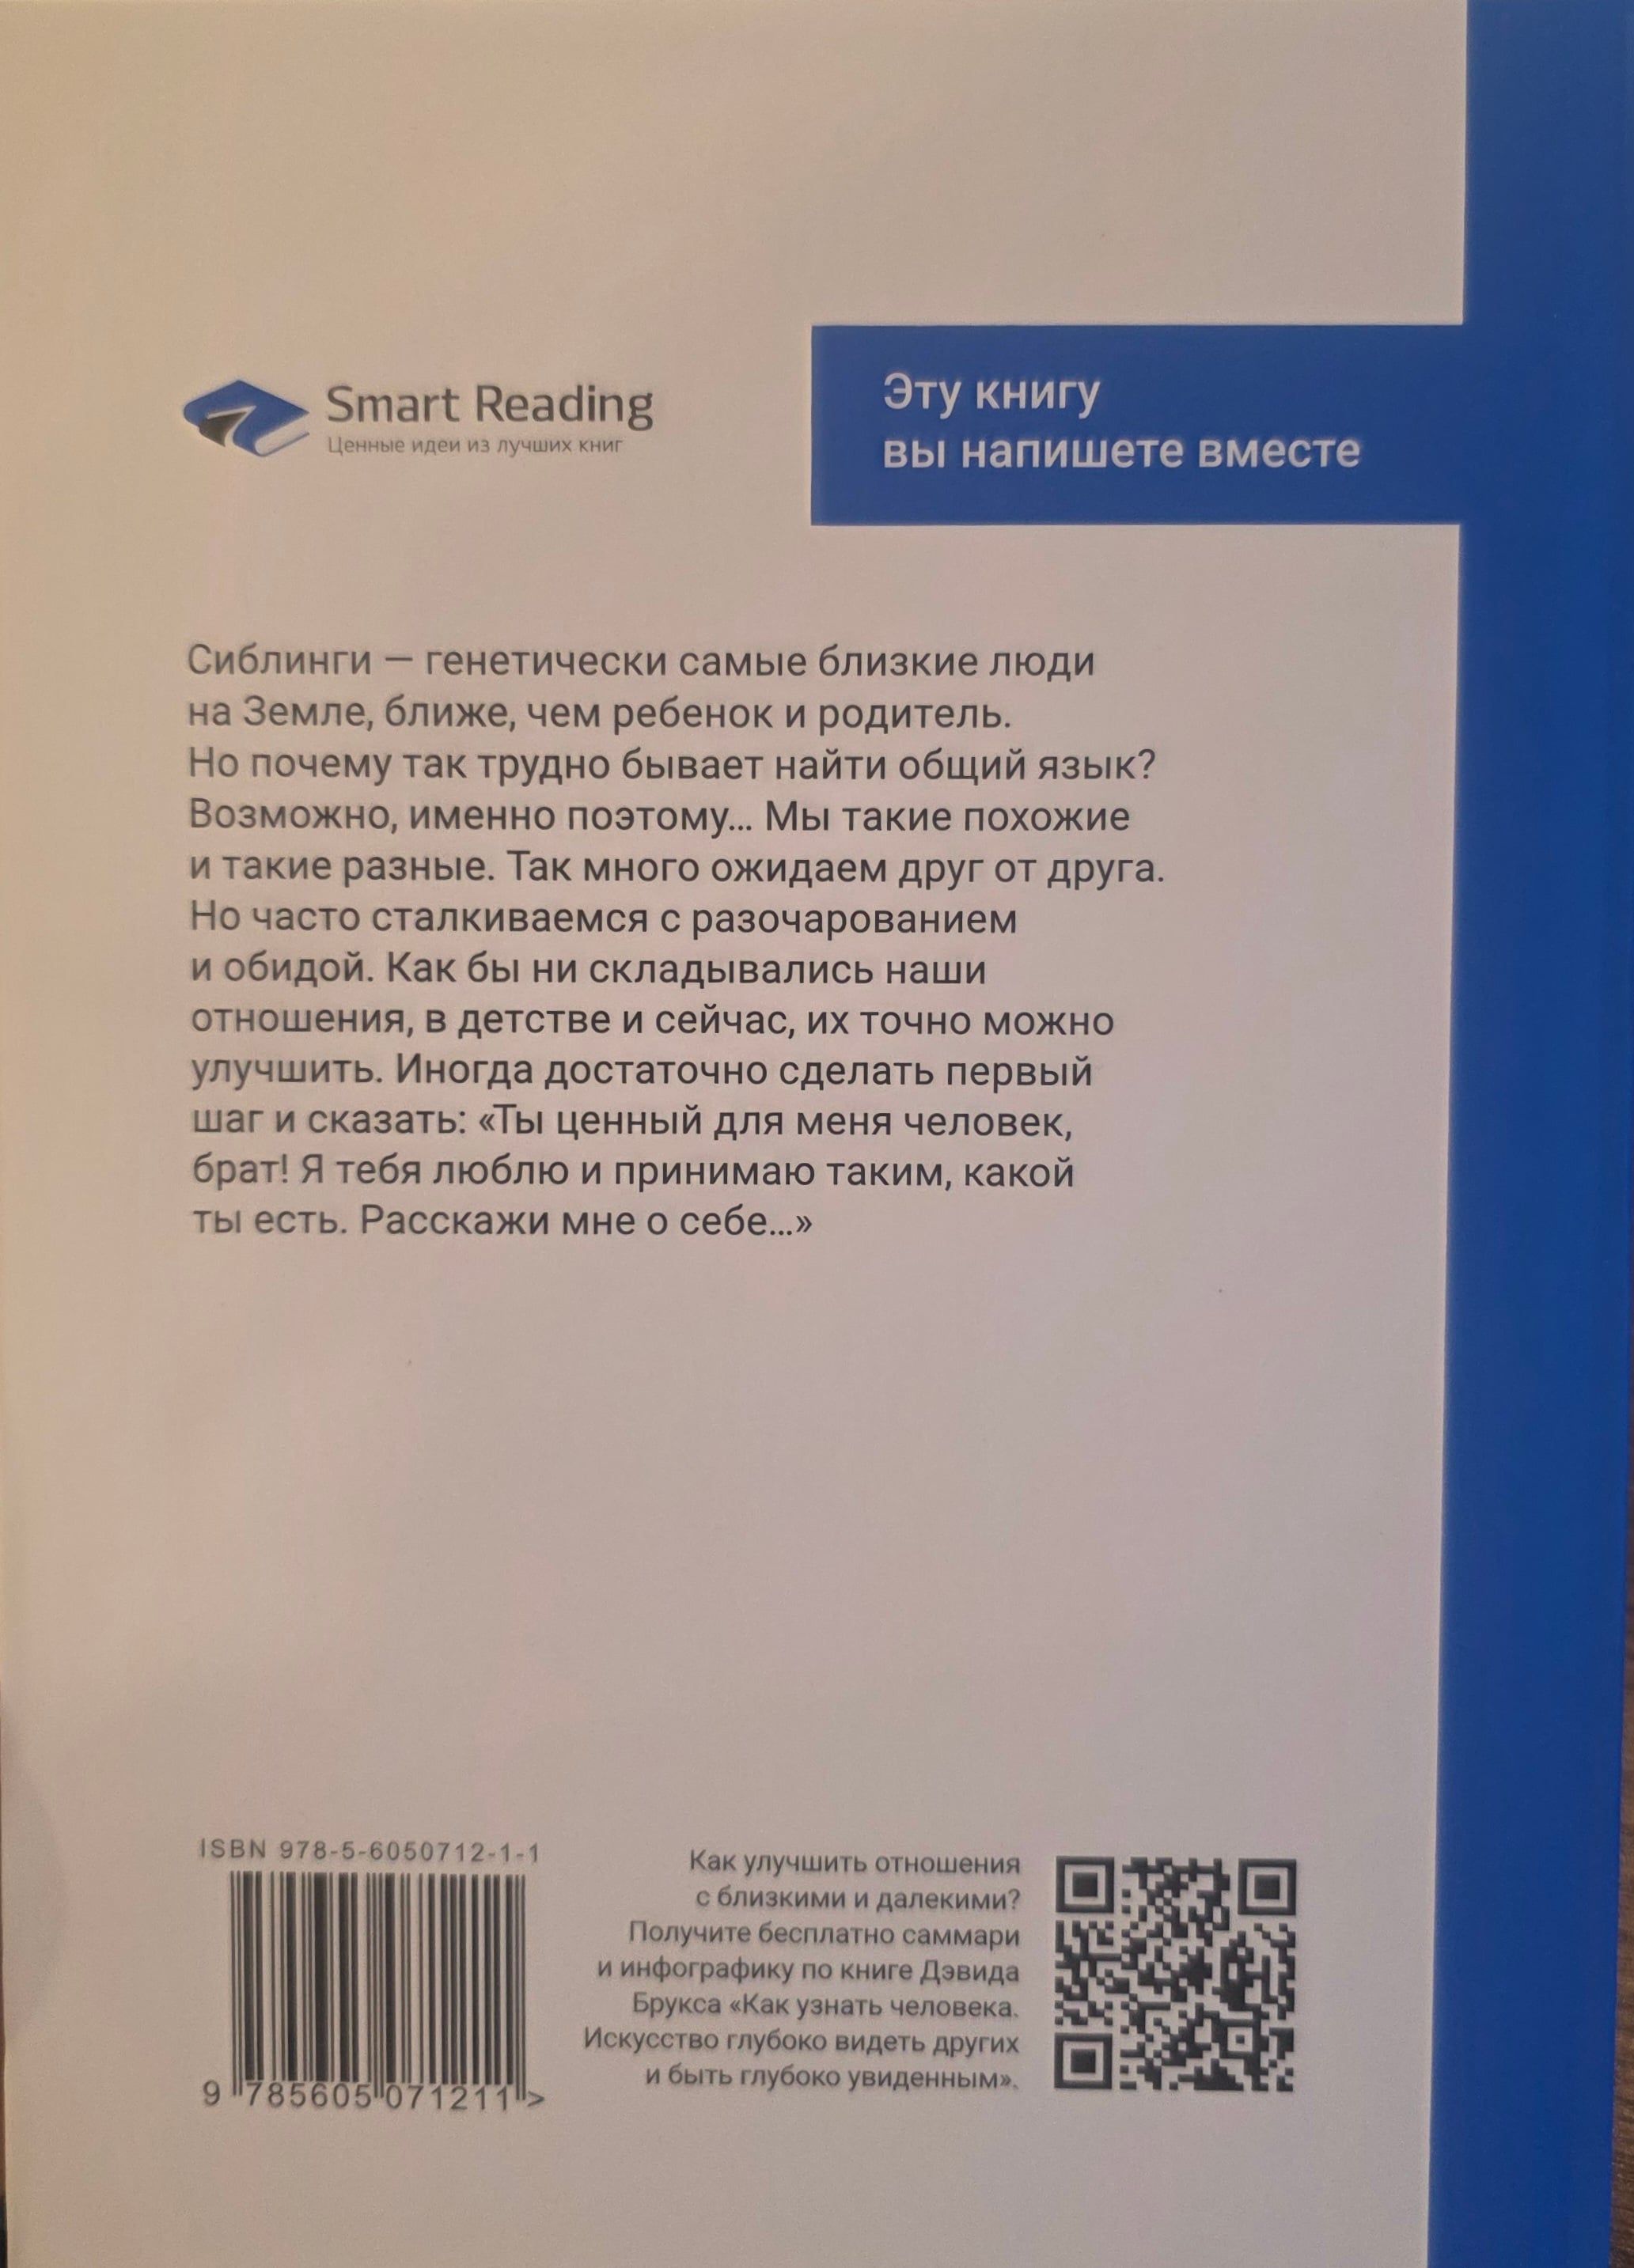 Smart Reading
Ценные идеи из лучших книг
Эту книгу
вы напишете вместе
Сиблинги — генетически самые близкие люди
на Земле, ближе, чем ребенок и родитель.
Но почему так трудно бывает найти общий язык?
Возможно, именно поэтому... Мы такие похожие
и такие разные. Так много ожидаем друг от друга.
Но часто сталкиваемся с разочарованием
и обидой. Как бы ни складывались наши
отношения, в детстве и сейчас, их точно можно
улучшить. Иногда достаточно сделать первый
шаг и сказать: «Ты ценный для меня человек,
брат! Я тебя люблю и принимаю таким, какой
ты есть. Расскажи мне о себе...»
ISBN 978-5-6050712-1-1
9 785605 071211 >
Как улучшить отношения
с близкими и далекими?
Получите бесплатно саммари
и инфографику по книге Дэвида
Брукса «Как узнать человека.
Искусство глубоко видеть других
и быть глубоко увиденным».